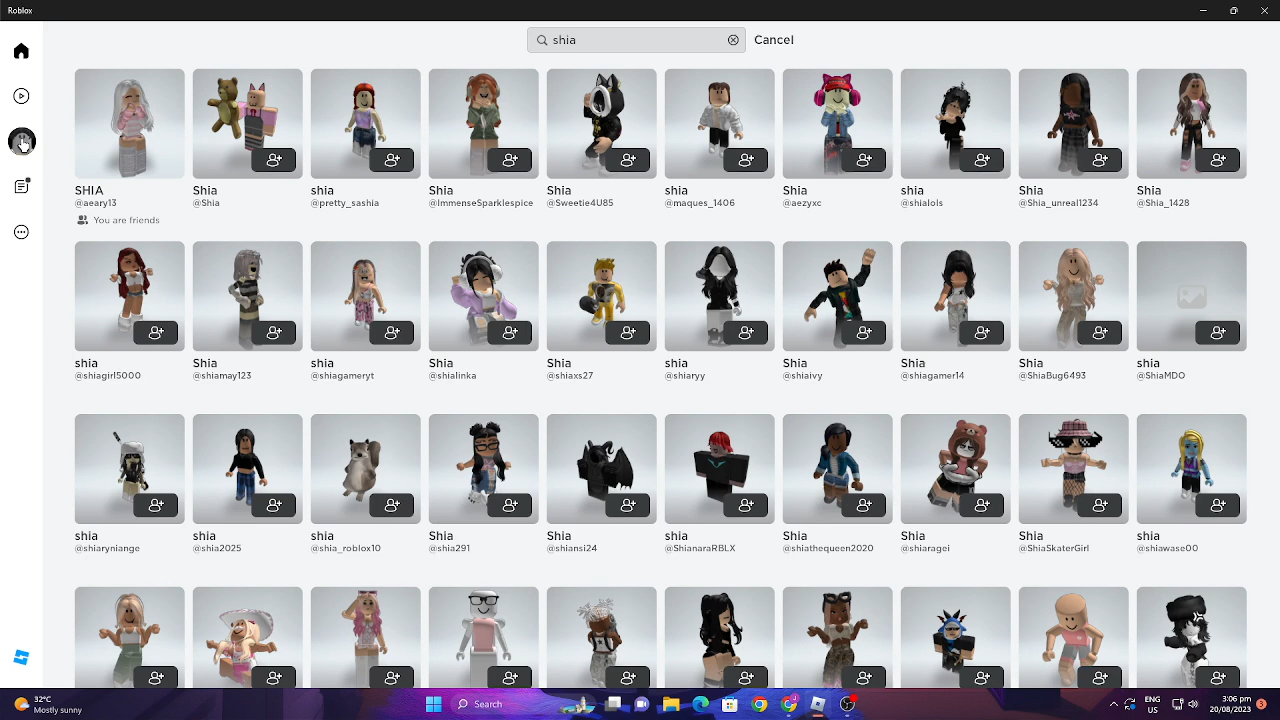 Roblox
shia
Cancel
SHIA
@aeary13
You are friends
Shia
@Shia
shia
@pretty_sashia
Shia
@ImmenseSparklespice
Shia
@Sweetie4U85
shia
@maques_1406
Shia
@aezyxc
shia
@shialols
Shia
@Shia_unreal1234
Shia
@Shia_1428
shia
@shiagirl5000
Shia
@shiamay123
shia
@shiagameryt
Shia
@shialinka
Shia
@shiaxs27
shia
@shiaryy
Shia
@shiaivy
Shia
@shiagamer14
Shia
@ShiaBug6493
shia
@ShiaMDO
shia
@shiaryniange
shia
@shia2025
shia
@shia_roblox10
Shia
@shia291
Shia
@shiansi24
shia
@ShianaraRBLX
Shia
@shiathequeen2020
Shia
@shiaragei
Shia
@ShiaSkaterGirl
shia
@shiawase00
32°C
Mostly sunny
Search
ENG
US
3:06 pm
20/08/2023
3